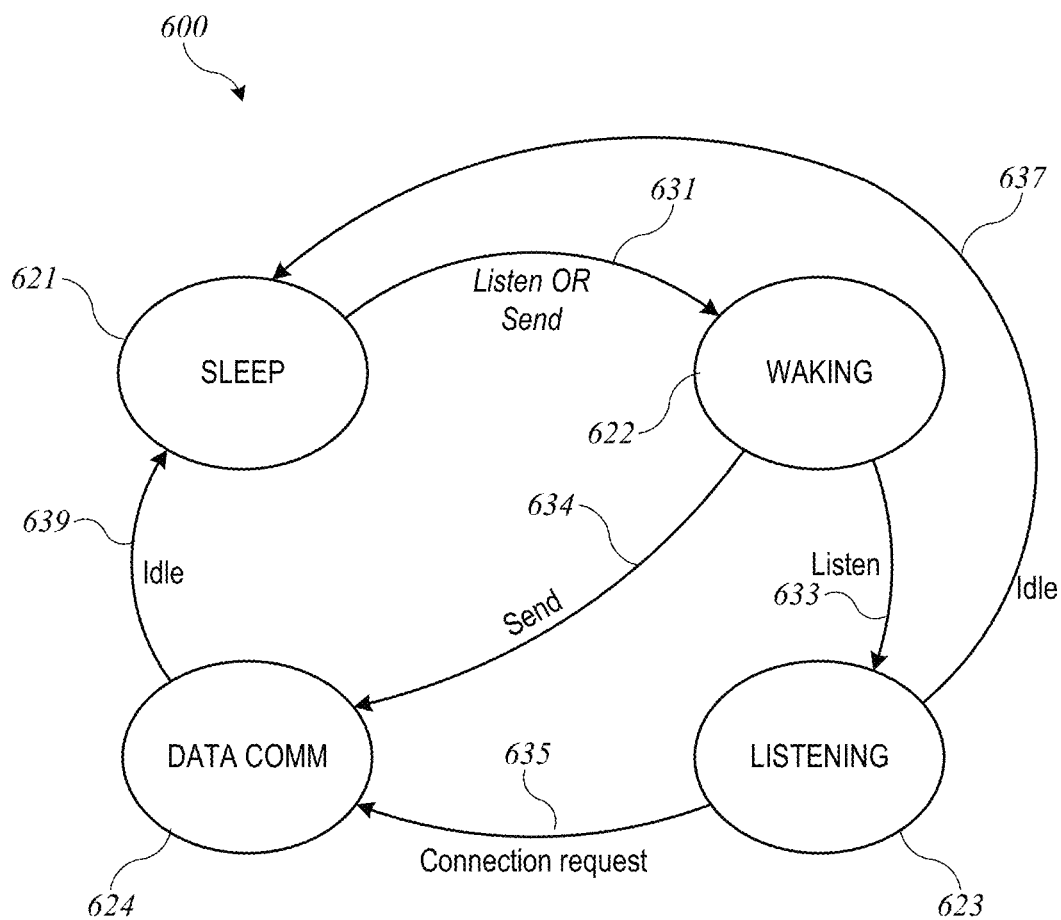 600
631
637
621
Listen OR
Send
SLEEP
WAKING
622
634
639
Idle
Listen
633
Idle
Send
DATA COMM
635
LISTENING
Connection request
624
623